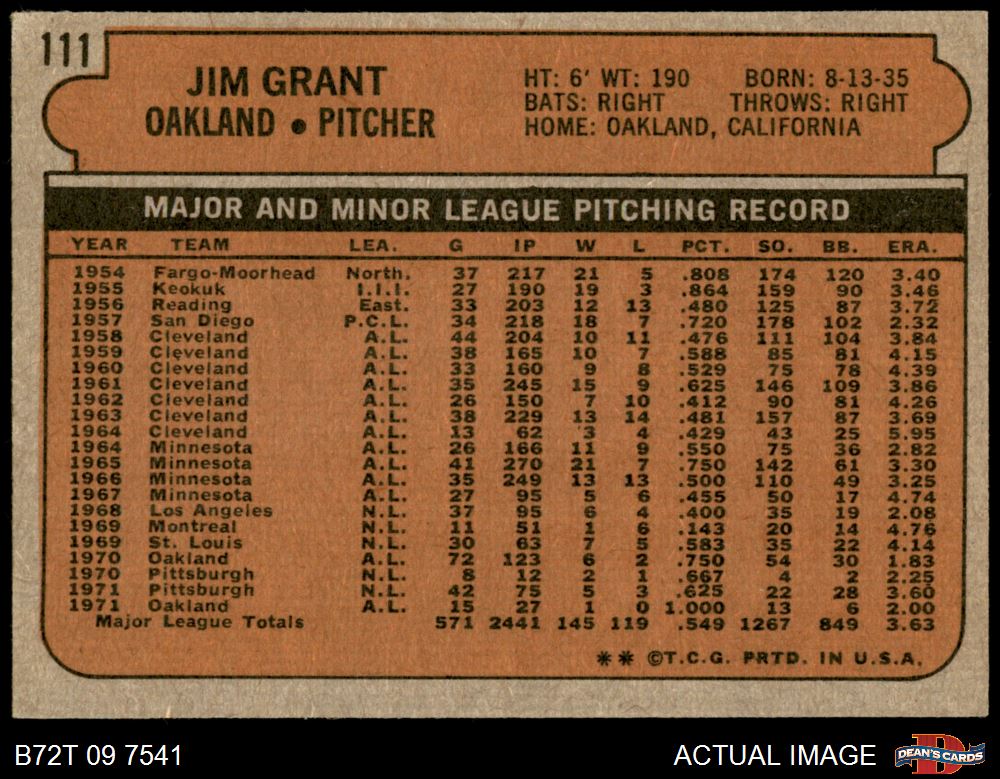 111
JIM GRANT
OAKLAND • PITCHER
HT: 6' WT: 190 BORN: 8-13-35
BATS: RIGHT THROWS: RIGHT
HOME: OAKLAND, CALIFORNIA
MAJOR AND MINOR LEAGUE PITCHING RECORD
YEAR TEAM LEA. G IP W L PCT. SO. BB. ERA.
1954 Fargo-Moorhead North. 37 217 21 5 .808 174 120 3.40
1955 Keokuk I.I.I. 27 190 19 3 .864 159 90 3.46
1956 Reading East. 33 203 12 13 .480 125 87 3.72
1957 San Diego P.C.L. 34 218 18 7 .720 178 102 2.32
1958 Cleveland A.L. 44 204 10 11 .476 111 104 3.84
1959 Cleveland A.L. 38 165 10 7 .588 85 81 4.15
1960 Cleveland A.L. 33 160 9 8 .529 75 78 4.39
1961 Cleveland A.L. 35 245 15 9 .625 146 109 3.86
1962 Cleveland A.L. 26 150 7 10 .412 90 81 4.26
1963 Cleveland A.L. 38 229 13 14 .481 157 87 3.69
1964 Cleveland A.L. 13 62 3 4 .429 43 25 5.95
1964 Minnesota A.L. 26 166 11 9 .550 75 36 2.82
1965 Minnesota A.L. 41 270 21 7 .750 142 61 3.30
1966 Minnesota A.L. 35 249 13 13 .500 110 49 3.25
1967 Minnesota A.L. 27 95 5 6 .455 50 17 4.74
1968 Los Angeles N.L. 37 95 6 4 .400 35 19 2.08
1969 Montreal N.L. 11 51 1 6 .143 20 14 4.76
1969 St. Louis N.L. 30 63 7 5 .583 35 22 4.14
1970 Oakland A.L. 72 123 6 2 .750 54 30 1.83
1970 Pittsburgh N.L. 8 12 2 1 .667 4 2 2.25
1971 Pittsburgh N.L. 42 75 5 3 .625 22 28 3.60
1971 Oakland A.L. 15 27 1 0 1.000 13 6 2.00
Major League Totals 571 2441 145 119 .549 1267 849 3.63
** ©T.C.G. PRTD. IN U.S.A.
B72T 09 7541 ACTUAL IMAGE DEAN'S CARDS